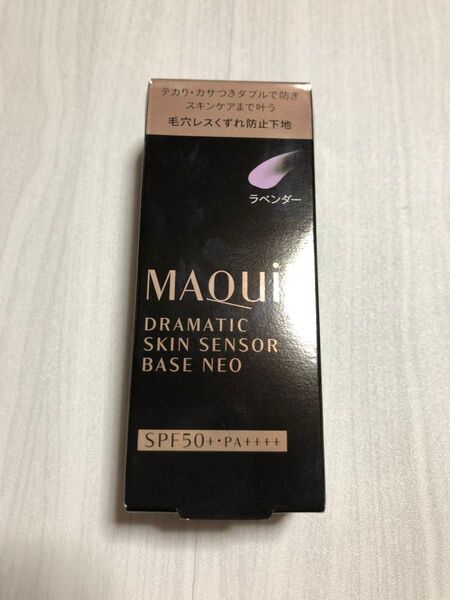 テカリ・カサつきダブルで防ぎ
スキンケアまで叶う
毛穴レスくずれ防止下地
ラベンダー
MAQUi
DRAMATIC
SKIN SENSOR
BASE NEO
SPF50+・PA++++